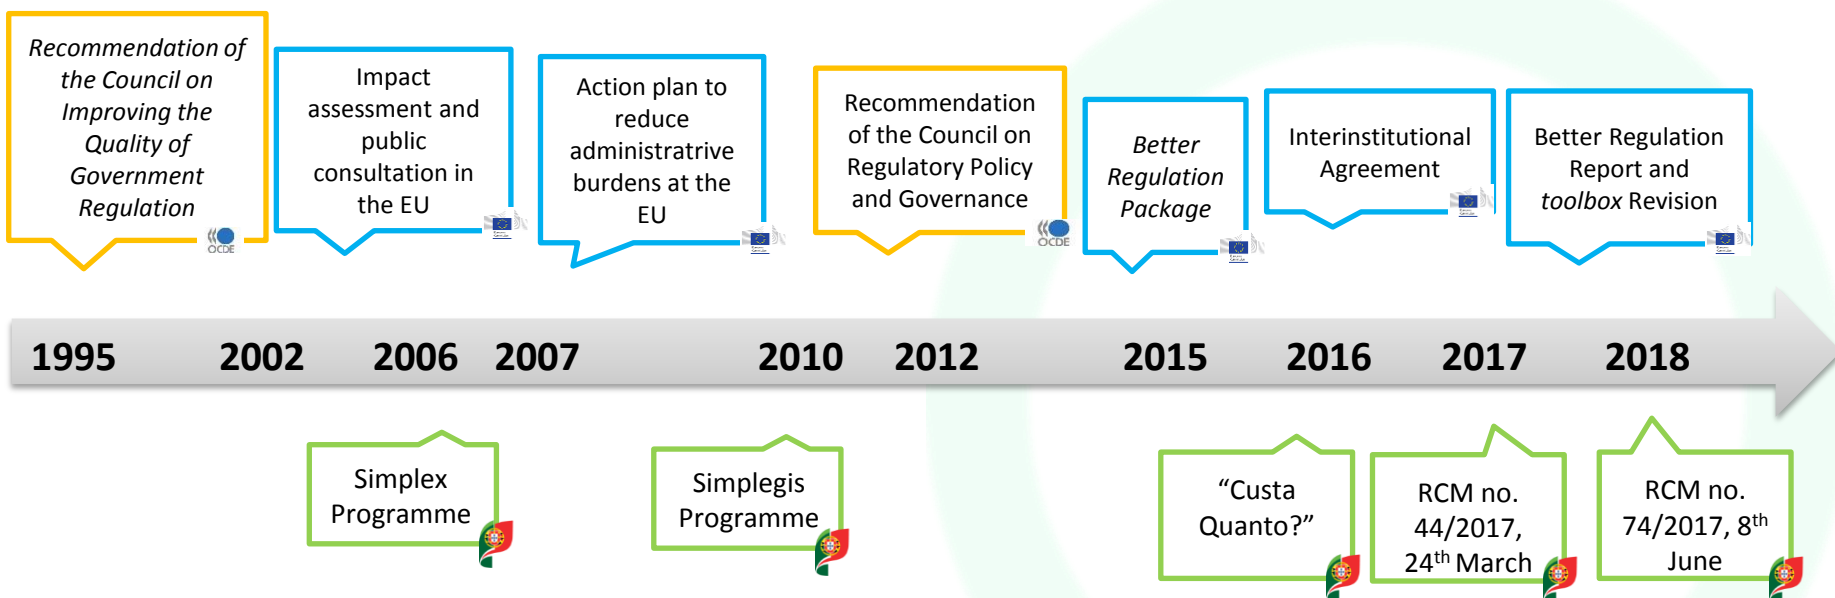 Recommendation of
the Council on
Improving the
Quality of
Government
Regulation
OCDE
Impact
assessment and
public
consultation in
the EU
Action plan to
reduce
administratrive
burdens at the
EU
Recommendation
of the Council on
Regulatory Policy
and Governance
OCDE
Better
Regulation
Package
Interinstitutional
Agreement
Better Regulation
Report and
toolbox Revision
1995 2002 2006 2007 2010 2012 2015 2016 2017 2018
Simplex
Programme
Simplegis
Programme
“Custa
Quanto?”
RCM no.
44/2017,
24th March
RCM no.
74/2017, 8th
June